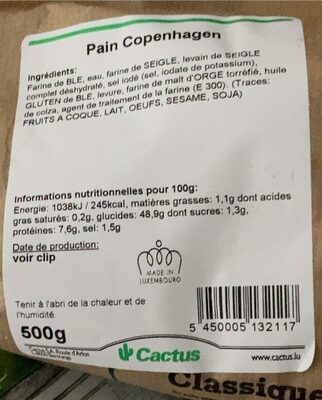 Pain Copenhagen
Ingrédients:
Farine de BLE, eau, farine de SEIGLE, levain de SEIGLE
complet déshydraté, sel iodé (sel, iodate de potassium),
GLUTEN de BLE, levure, farine de malt d'ORGE torréfié, huile
de colza, agent de traitement de la farine (E 300). (Traces:
FRUITS A COQUE, LAIT, OEUFS, SESAME, SOJA)
Informations nutritionnelles pour 100g:
Energie: 1038kJ / 245kcal, matières grasses: 1,1g dont acides
gras saturés: 0,2g, glucides: 48,9g dont sucres: 1,3g,
protéines: 7,6g, sel: 1,5g
Date de production:
voir clip
MADE IN
LUXEMBOURG
Tenir à l'abri de la chaleur et de
l'humidité.
500g
Cactus S.A. Route d'Arlon
Cactus
5 450005 132117
www.cactus.lu
Classique